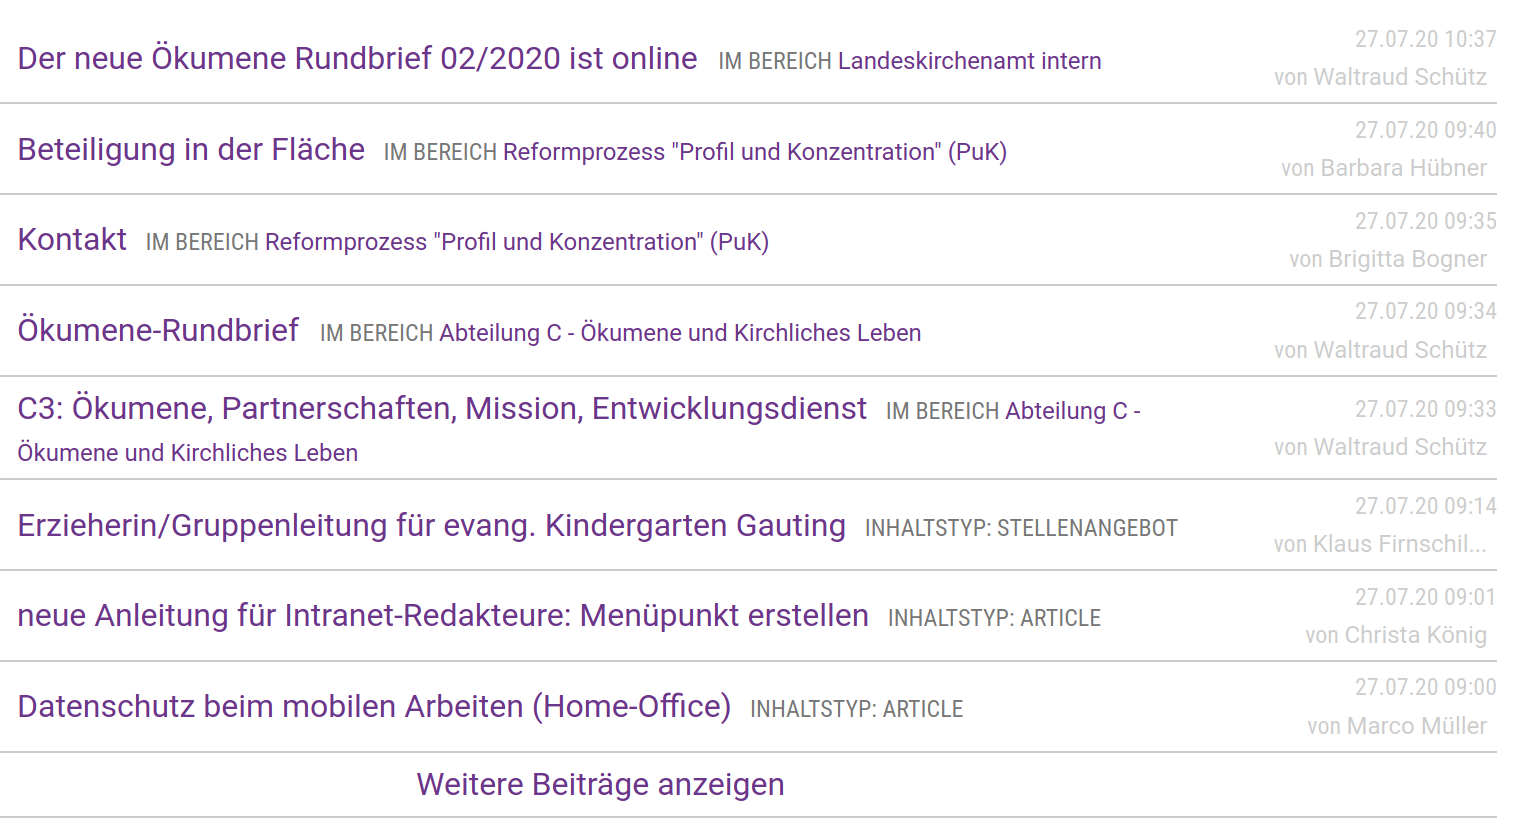 Der neue Ökumene Rundbrief 02/2020 ist online IM BEREICH Landeskirchenamt intern
27.07.20 10:37
von Waltraud Schütz
Beteiligung in der Fläche IM BEREICH Reformprozess "Profil und Konzentration" (PuK)
27.07.20 09:40
von Barbara Hübner
Kontakt IM BEREICH Reformprozess "Profil und Konzentration" (PuK)
27.07.20 09:35
von Brigitta Bogner
Ökumene-Rundbrief IM BEREICH Abteilung C - Ökumene und Kirchliches Leben
27.07.20 09:34
von Waltraud Schütz
C3: Ökumene, Partnerschaften, Mission, Entwicklungsdienst IM BEREICH Abteilung C -
Ökumene und Kirchliches Leben
27.07.20 09:33
von Waltraud Schütz
Erzieherin/Gruppenleitung für evang. Kindergarten Gauting INHALTSTYP: STELLENANGEBOT
27.07.20 09:14
von Klaus Firnschil...
neue Anleitung für Intranet-Redakteure: Menüpunkt erstellen INHALTSTYP: ARTICLE
27.07.20 09:01
von Christa König
Datenschutz beim mobilen Arbeiten (Home-Office) INHALTSTYP: ARTICLE
27.07.20 09:00
von Marco Müller
Weitere Beiträge anzeigen